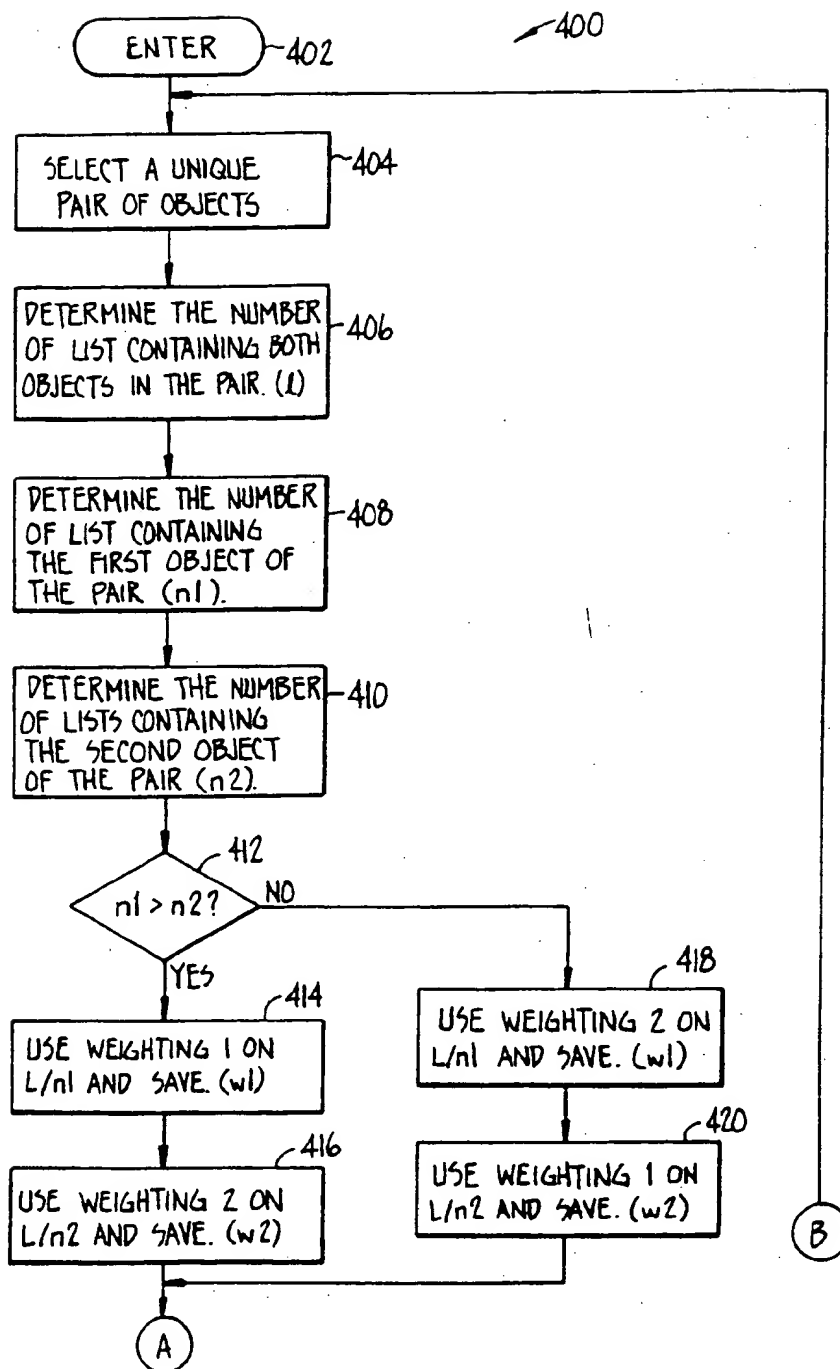 400
ENTER
402
SELECT A UNIQUE
PAIR OF OBJECTS
404
DETERMINE THE NUMBER
OF LIST CONTAINING BOTH
OBJECTS IN THE PAIR. (l)
406
DETERMINE THE NUMBER
OF LIST CONTAINING
THE FIRST OBJECT OF
THE PAIR (n1).
408
DETERMINE THE NUMBER
OF LISTS CONTAINING
THE SECOND OBJECT
OF THE PAIR (n2).
410
412
n1 > n2?
NO
YES
414
USE WEIGHTING 1 ON
L/n1 AND SAVE. (w1)
416
USE WEIGHTING 2 ON
L/n2 AND SAVE. (w2)
418
USE WEIGHTING 2 ON
L/n1 AND SAVE. (w1)
420
USE WEIGHTING 1 ON
L/n2 AND SAVE. (w2)
B
A